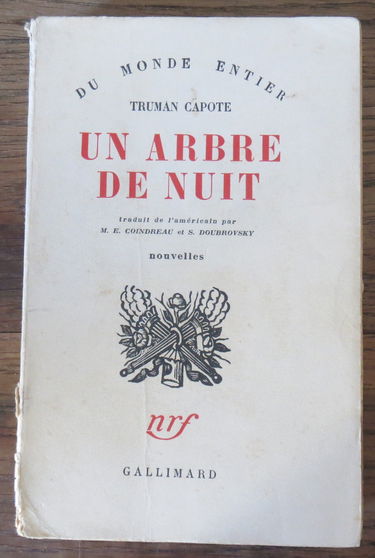 DU MONDE ENTIER
TRUMAN CAPOTE
UN ARBRE
DE NUIT
traduit de l'américain par
M. E. COINDREAU et S. DOUBROVSKY
nouvelles
nrf
GALLIMARD